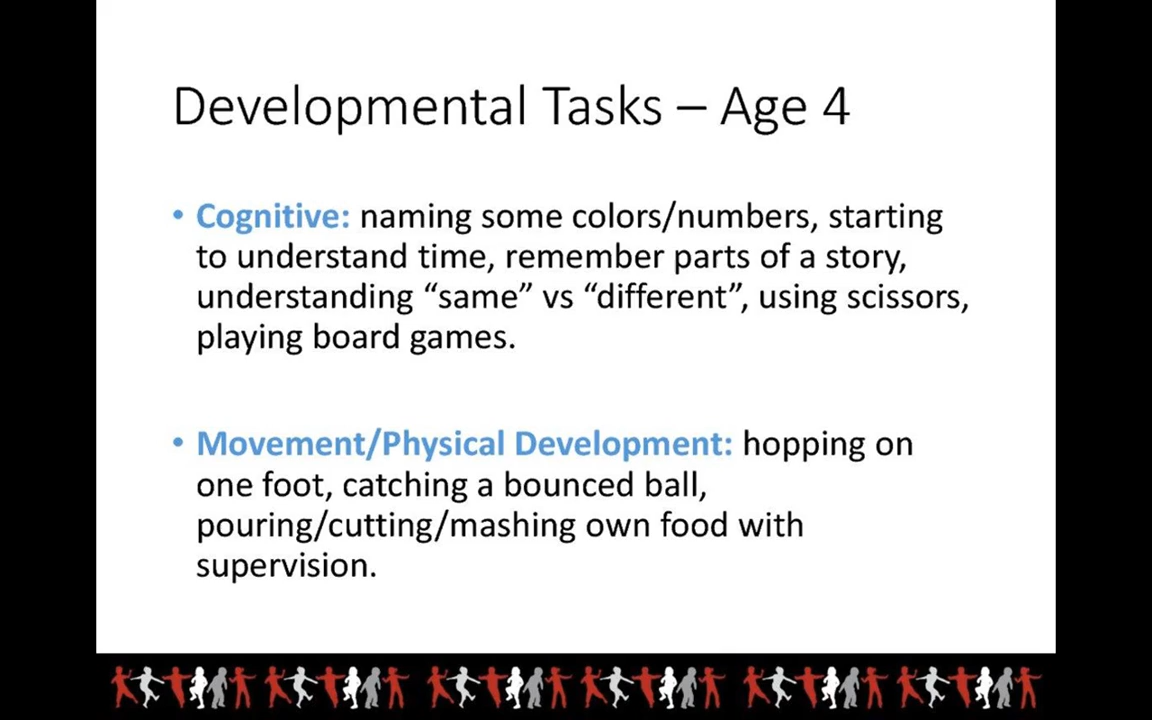 Developmental Tasks – Age 4
• Cognitive: naming some colors/numbers, starting
to understand time, remember parts of a story,
understanding “same” vs “different”, using scissors,
playing board games.
• Movement/Physical Development: hopping on
one foot, catching a bounced ball,
pouring/cutting/mashing own food with
supervision.